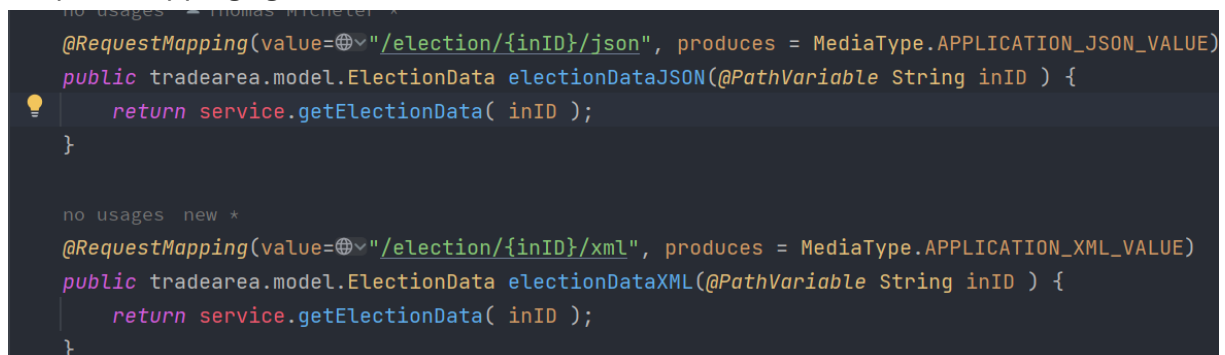 @RequestMapping(value="/election/{inID}/json", produces = MediaType.APPLICATION_JSON_VALUE)
public tradearea.model.ElectionData electionDataJSON(@PathVariable String inID ) {
return service.getElectionData( inID );
}
no usages new *
@RequestMapping(value="/election/{inID}/xml", produces = MediaType.APPLICATION_XML_VALUE)
public tradearea.model.ElectionData electionDataXML(@PathVariable String inID ) {
return service.getElectionData( inID );
}